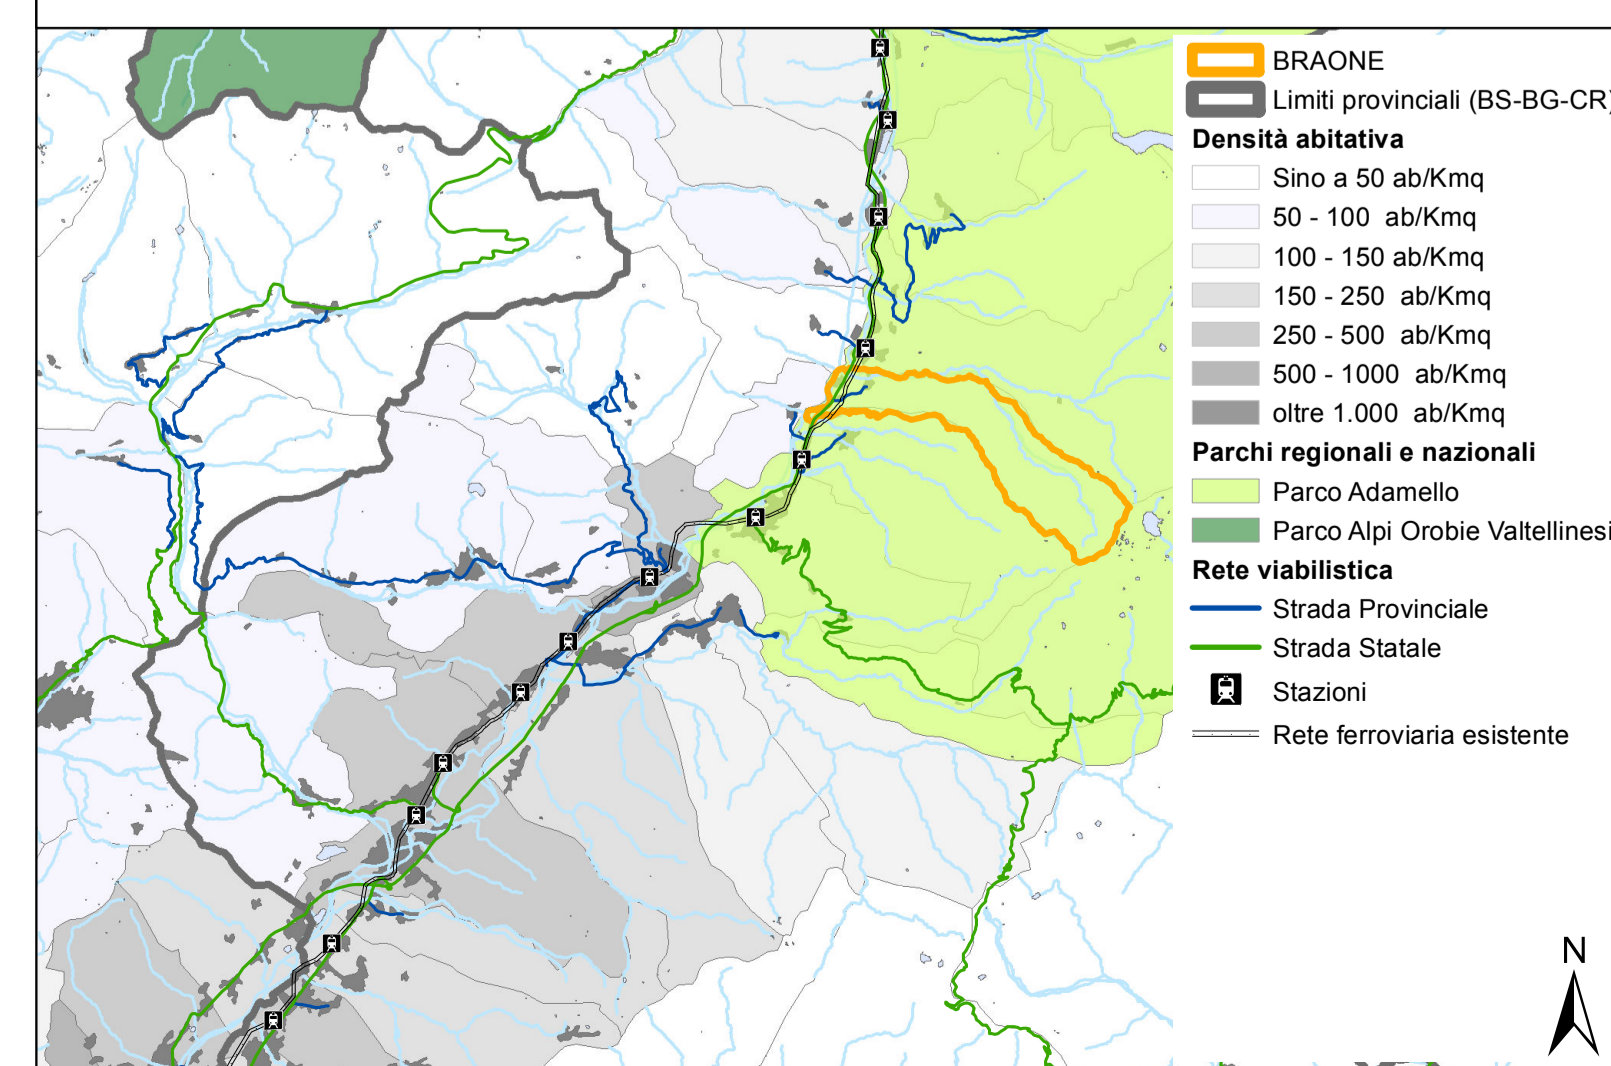 BRAONE
Limiti provinciali (BS-BG-CR)
Densità abitativa
Sino a 50 ab/Kmq
50 - 100 ab/Kmq
100 - 150 ab/Kmq
150 - 250 ab/Kmq
250 - 500 ab/Kmq
500 - 1000 ab/Kmq
oltre 1.000 ab/Kmq
Parchi regionali e nazionali
Parco Adamello
Parco Alpi Orobie Valtellinesi
Rete viabilistica
Strada Provinciale
Strada Statale
Stazioni
Rete ferroviaria esistente
N